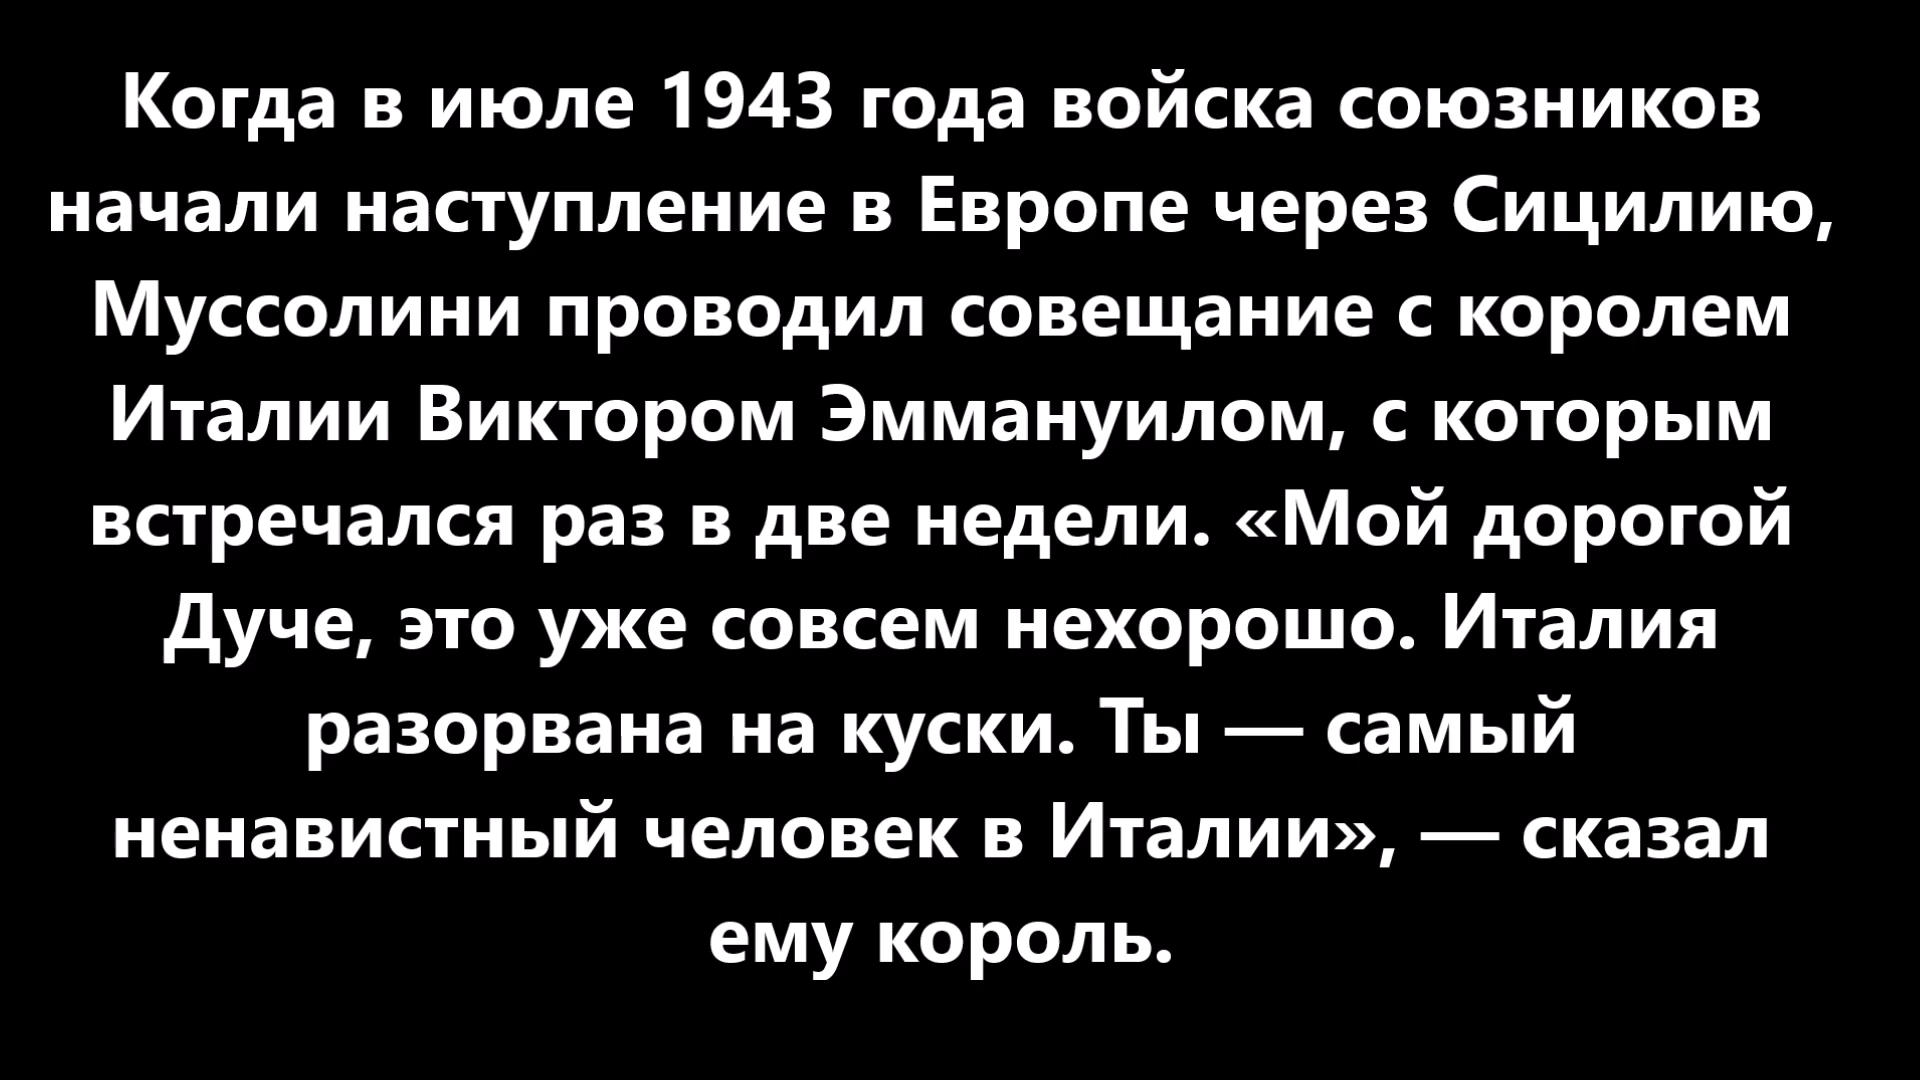 Когда в июле 1943 года войска союзников
начали наступление в Европе через Сицилию,
Муссолини проводил совещание с королем
Италии Виктором Эммануилом, с которым
встречался раз в две недели. «Мой дорогой
Дуче, это уже совсем нехорошо. Италия
разорвана на куски. Ты — самый
ненавистный человек в Италии», — сказал
ему король.